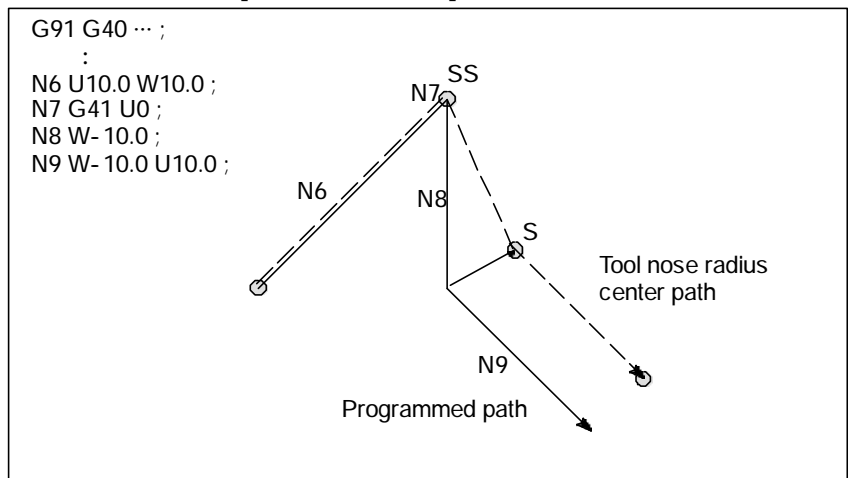 G91 G40 ··· ;
:
N6 U10.0 W10.0 ;
N7 G41 U0 ;
N8 W-10.0 ;
N9 W-10.0 U10.0 ;
SS
N7
N6
N8
S
Tool nose radius
center path
N9
Programmed path